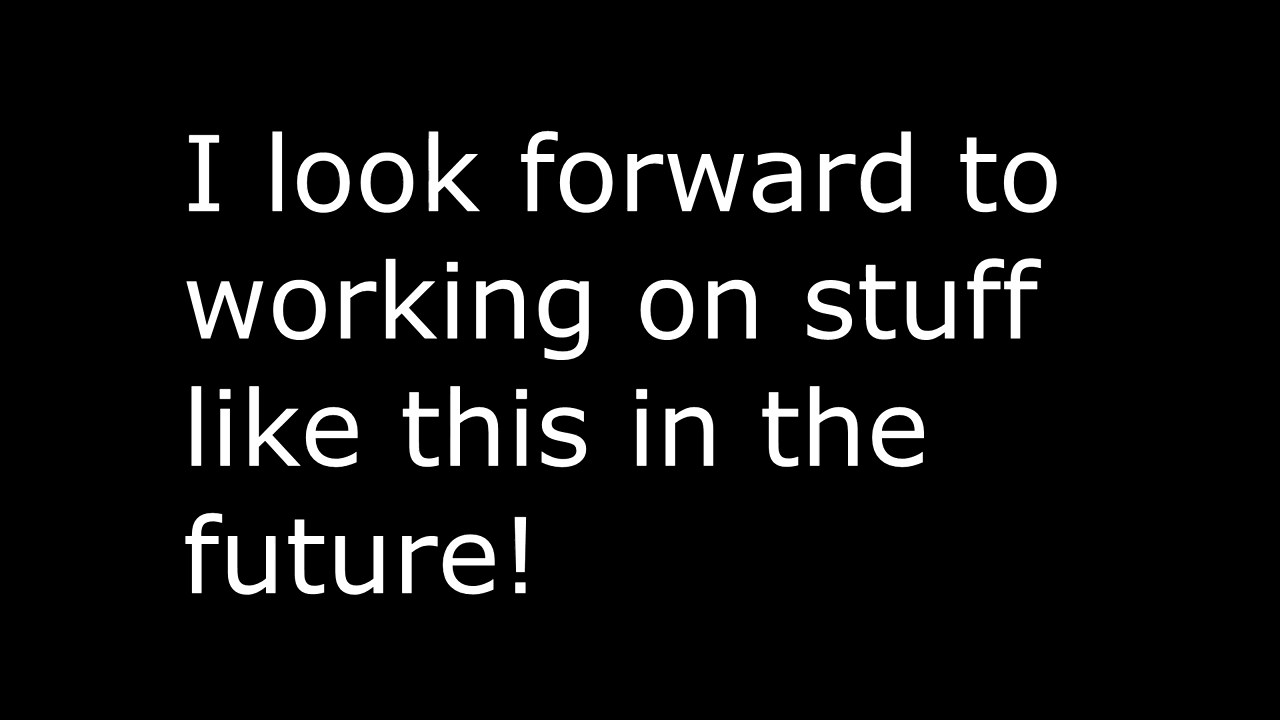 I look forward to
working on stuff
like this in the
future!